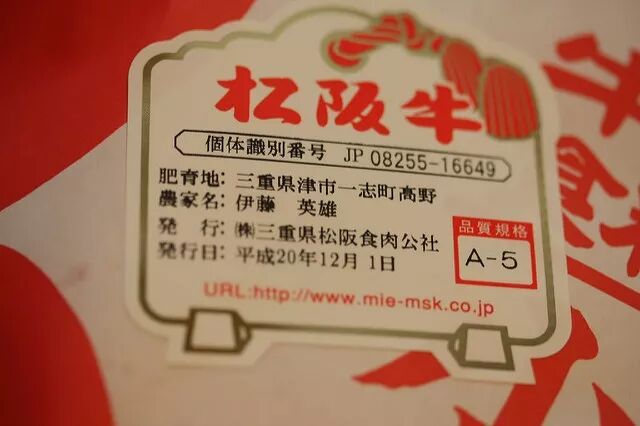 松阪牛
個体識別番号 JP 08255-16649
肥育地: 三重県津市一志町高野
農家名: 伊藤 英雄
発 行: ㈱三重県松阪食肉公社
発行日: 平成20年12月 1日
品質規格
A-5
URL:http://www.mie-msk.co.jp